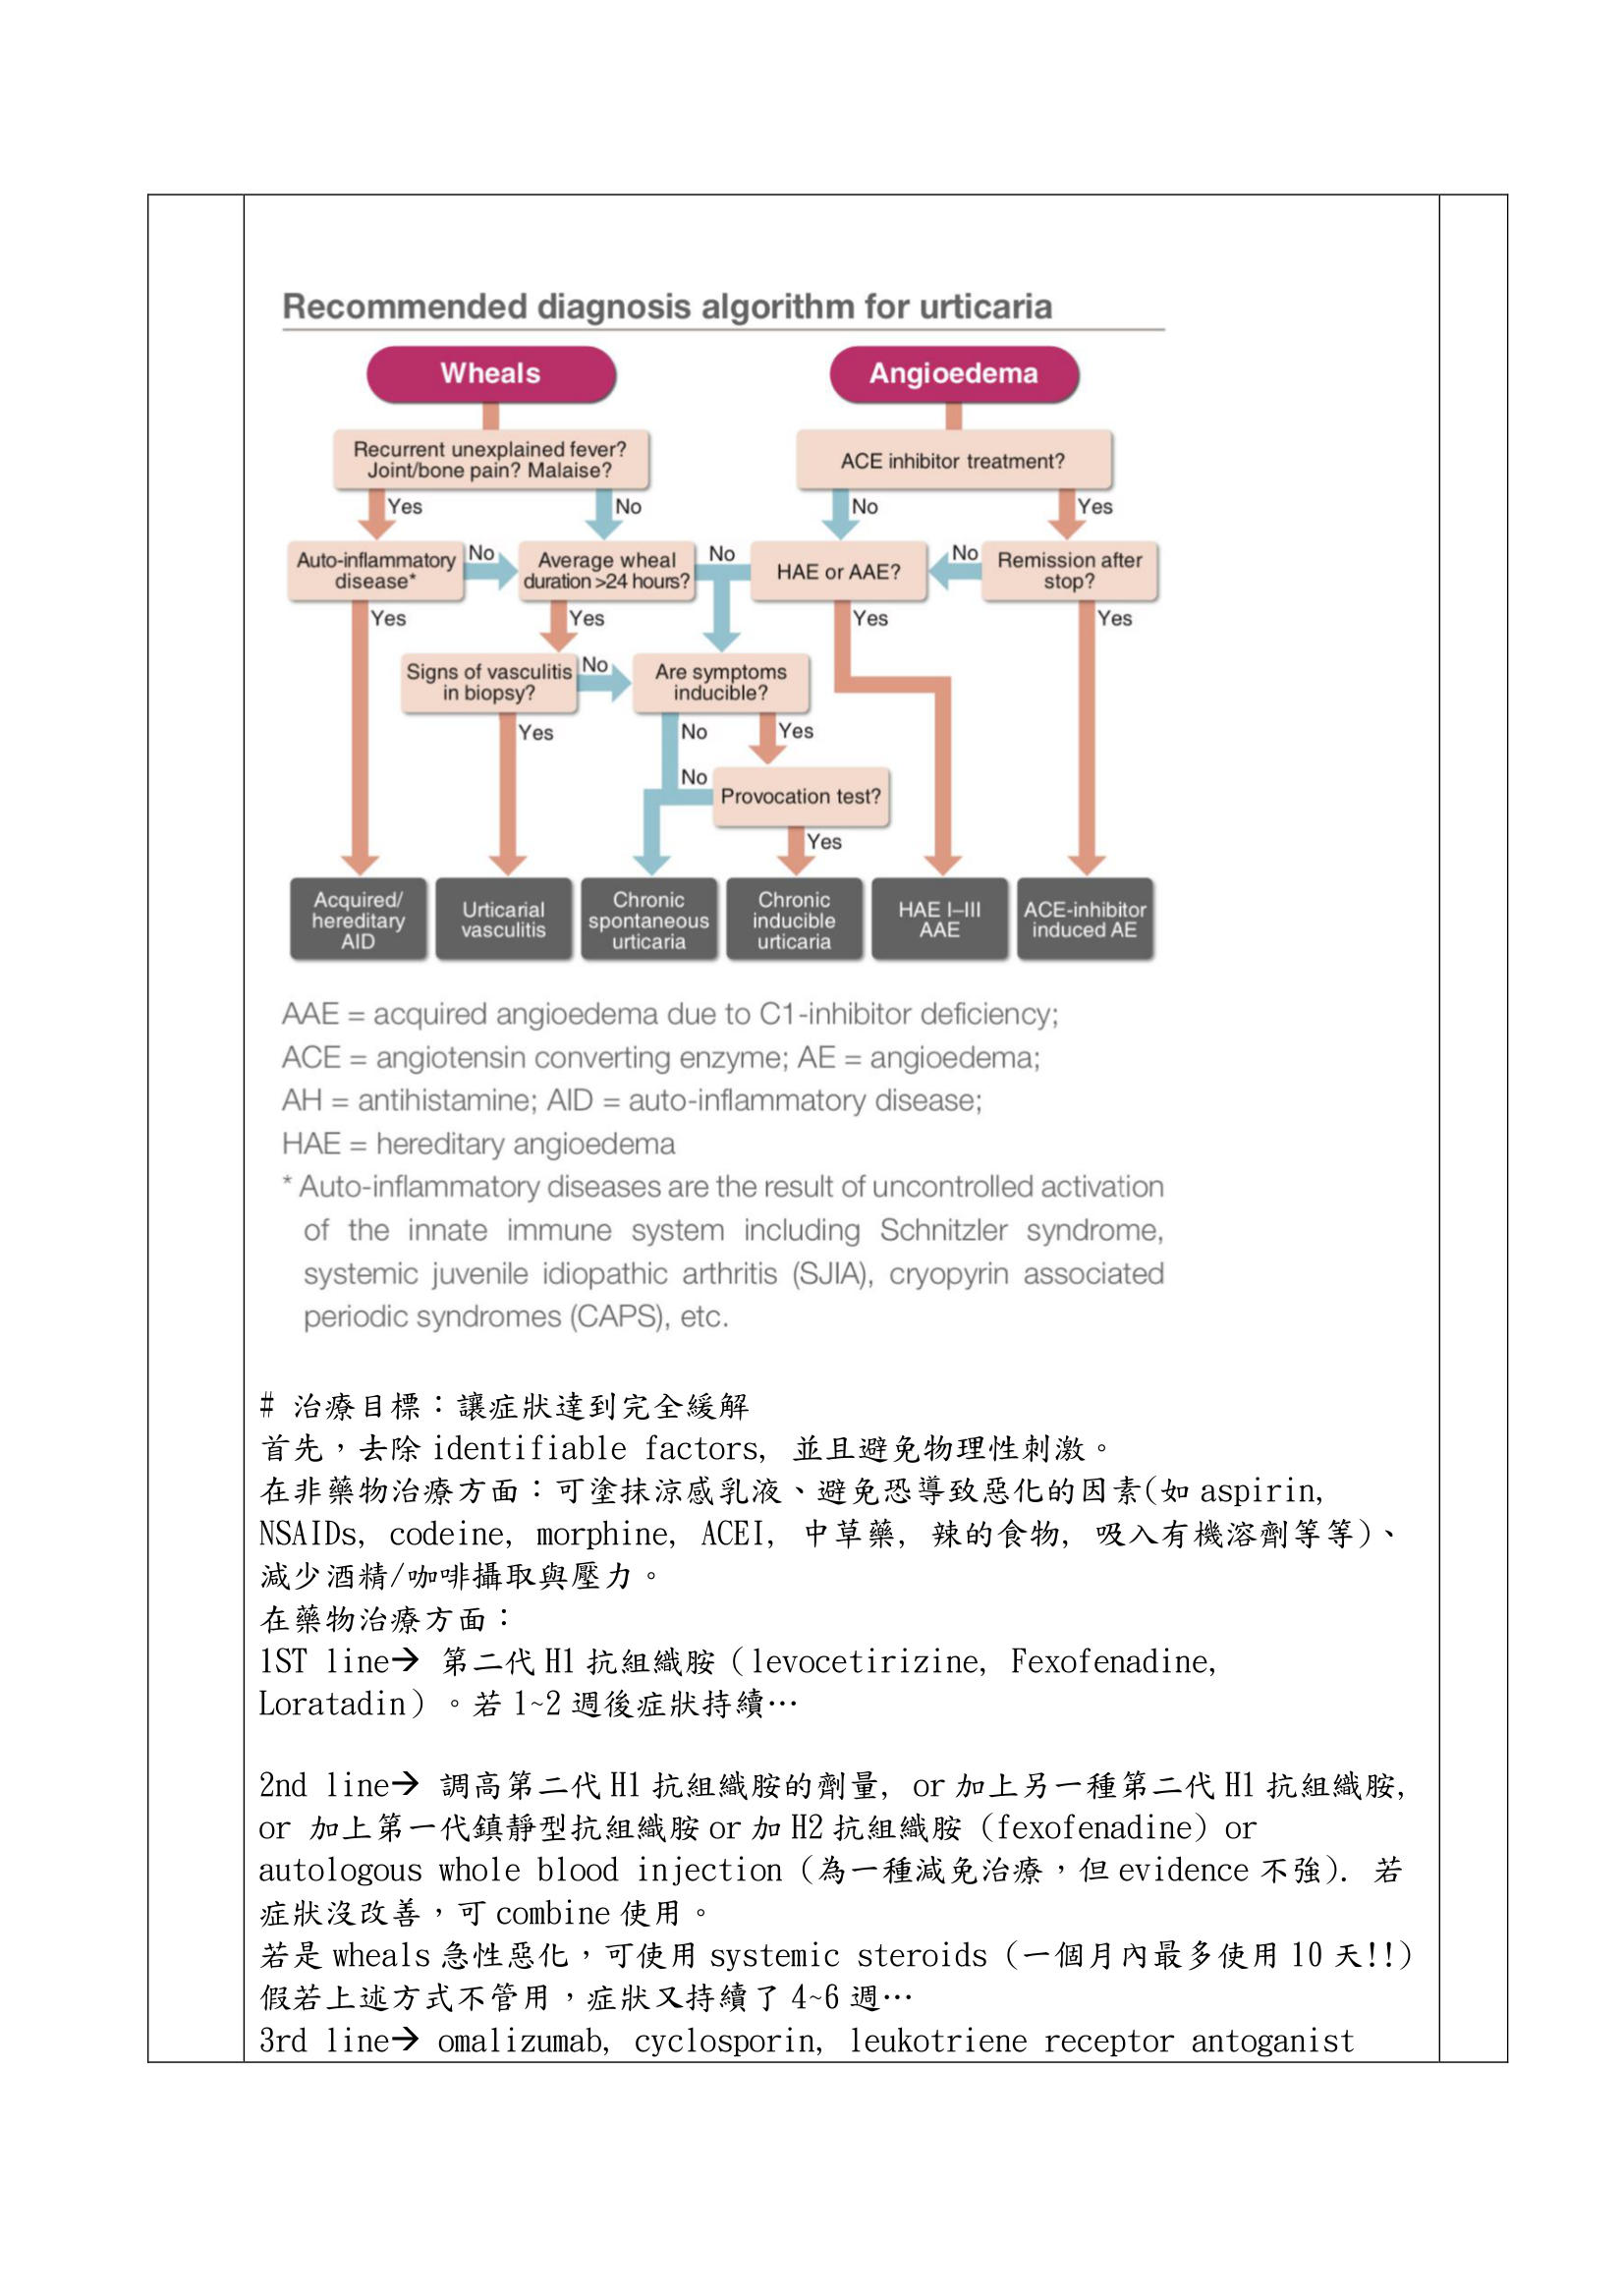 Recommended diagnosis algorithm for urticaria
Wheals
Angioedema
Recurrent unexplained fever?
Joint/bone pain? Malaise?
ACE inhibitor treatment?
Yes
No
No
Yes
Auto-inflammatory
disease*
No
Average wheal
duration >24 hours?
No
HAE or AAE?
No
Remission after
stop?
Yes
Yes
Yes
Yes
Signs of vasculitis
in biopsy?
No
Are symptoms
inducible?
Yes
No
Yes
No
Provocation test?
Yes
Acquired/
hereditary
AID
Urticarial
vasculitis
Chronic
spontaneous
urticaria
Chronic
inducible
urticaria
HAE I–III
AAE
ACE-inhibitor
induced AE
AAE = acquired angioedema due to C1-inhibitor deficiency;
ACE = angiotensin converting enzyme; AE = angioedema;
AH = antihistamine; AID = auto-inflammatory disease;
HAE = hereditary angioedema
* Auto-inflammatory diseases are the result of uncontrolled activation
of the innate immune system including Schnitzler syndrome,
systemic juvenile idiopathic arthritis (SJIA), cryopyrin associated
periodic syndromes (CAPS), etc.
# 治療目標：讓症狀達到完全緩解
首先，去除 identifiable factors, 並且避免物理性刺激。
在非藥物治療方面：可塗抹涼感乳液、避免恐導致惡化的因素(如 aspirin,
NSAIDs, codeine, morphine, ACEI, 中草藥, 辣的食物, 吸入有機溶劑等等)、
減少酒精/咖啡攝取與壓力。
在藥物治療方面：
1ST line→ 第二代 H1 抗組織胺（levocetirizine, Fexofenadine,
Loratadin）。若 1~2 週後症狀持續…
2nd line→ 調高第二代 H1 抗組織胺的劑量, or 加上另一種第二代 H1 抗組織胺,
or 加上第一代鎮靜型抗組織胺 or 加 H2 抗組織胺 (fexofenadine) or
autologous whole blood injection (為一種減免治療，但 evidence 不強). 若
症狀沒改善，可 combine 使用。
若是 wheals 急性惡化，可使用 systemic steroids (一個月內最多使用 10 天!!)
假若上述方式不管用，症狀又持續了 4~6 週…
3rd line→ omalizumab, cyclosporin, leukotriene receptor antoganist